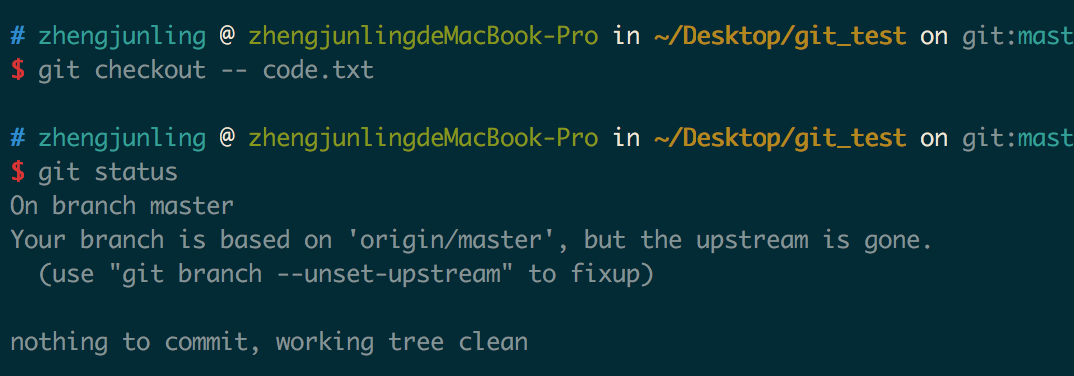 # zhengjunling @ zhengjunlingdeMacBook-Pro in ~/Desktop/git_test on git:mast
$ git checkout -- code.txt
# zhengjunling @ zhengjunlingdeMacBook-Pro in ~/Desktop/git_test on git:mast
$ git status
On branch master
Your branch is based on 'origin/master', but the upstream is gone.
  (use "git branch --unset-upstream" to fixup)
nothing to commit, working tree clean